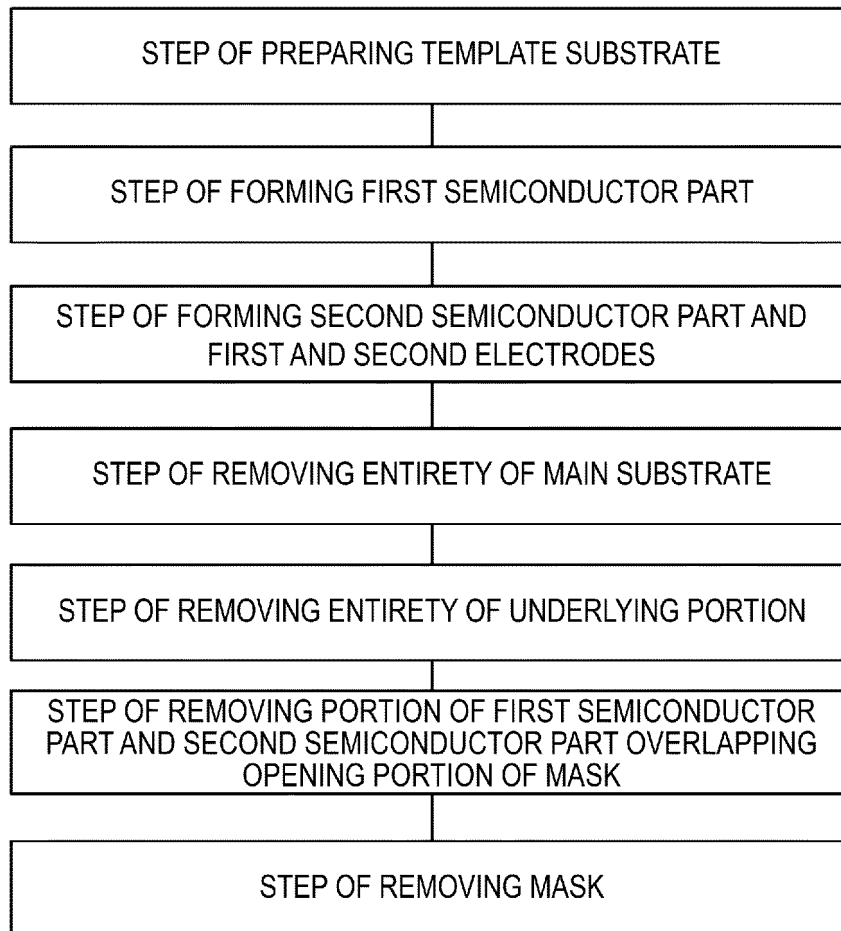 STEP OF PREPARING TEMPLATE SUBSTRATE
STEP OF FORMING FIRST SEMICONDUCTOR PART
STEP OF FORMING SECOND SEMICONDUCTOR PART AND
FIRST AND SECOND ELECTRODES
STEP OF REMOVING ENTIRETY OF MAIN SUBSTRATE
STEP OF REMOVING ENTIRETY OF UNDERLYING PORTION
STEP OF REMOVING PORTION OF FIRST SEMICONDUCTOR
PART AND SECOND SEMICONDUCTOR PART OVERLAPPING
OPENING PORTION OF MASK
STEP OF REMOVING MASK